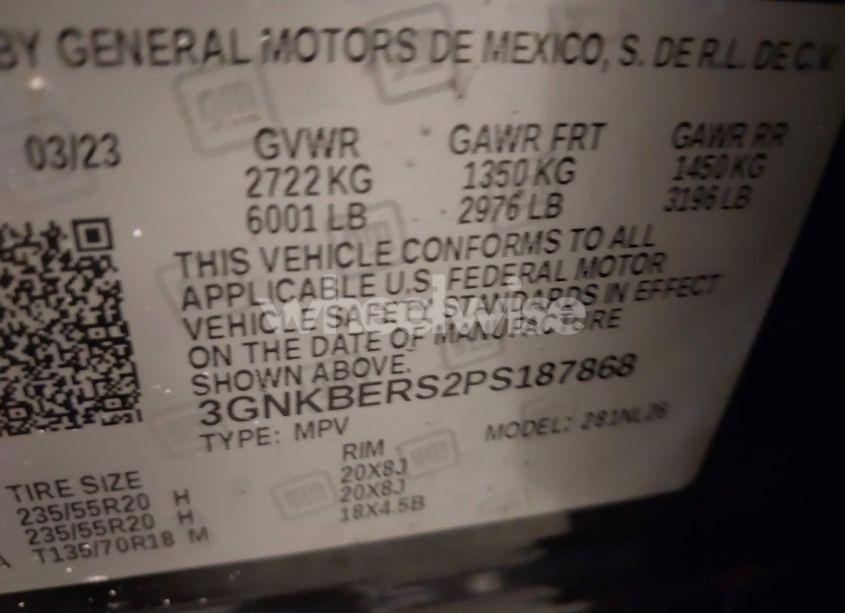 BY GENERAL MOTORS DE MEXICO, S. DE R.L. DE C.V.
03/23 GVWR GAWR FRT GAWR RR
2722 KG 1350 KG 1450 KG
6001 LB 2976 LB 3196 LB
THIS VEHICLE CONFORMS TO ALL
APPLICABLE U.S. FEDERAL MOTOR
VEHICLE SAFETY STANDARDS IN EFFECT
ON THE DATE OF MANUFACTURE
SHOWN ABOVE.
3GNKBERS2PS187868
TYPE: MPV MODEL: 281NL26
TIRE SIZE RIM
235/55R20 H 20X8J
235/55R20 H 20X8J
T135/70R18 M 18X4.5B
gm